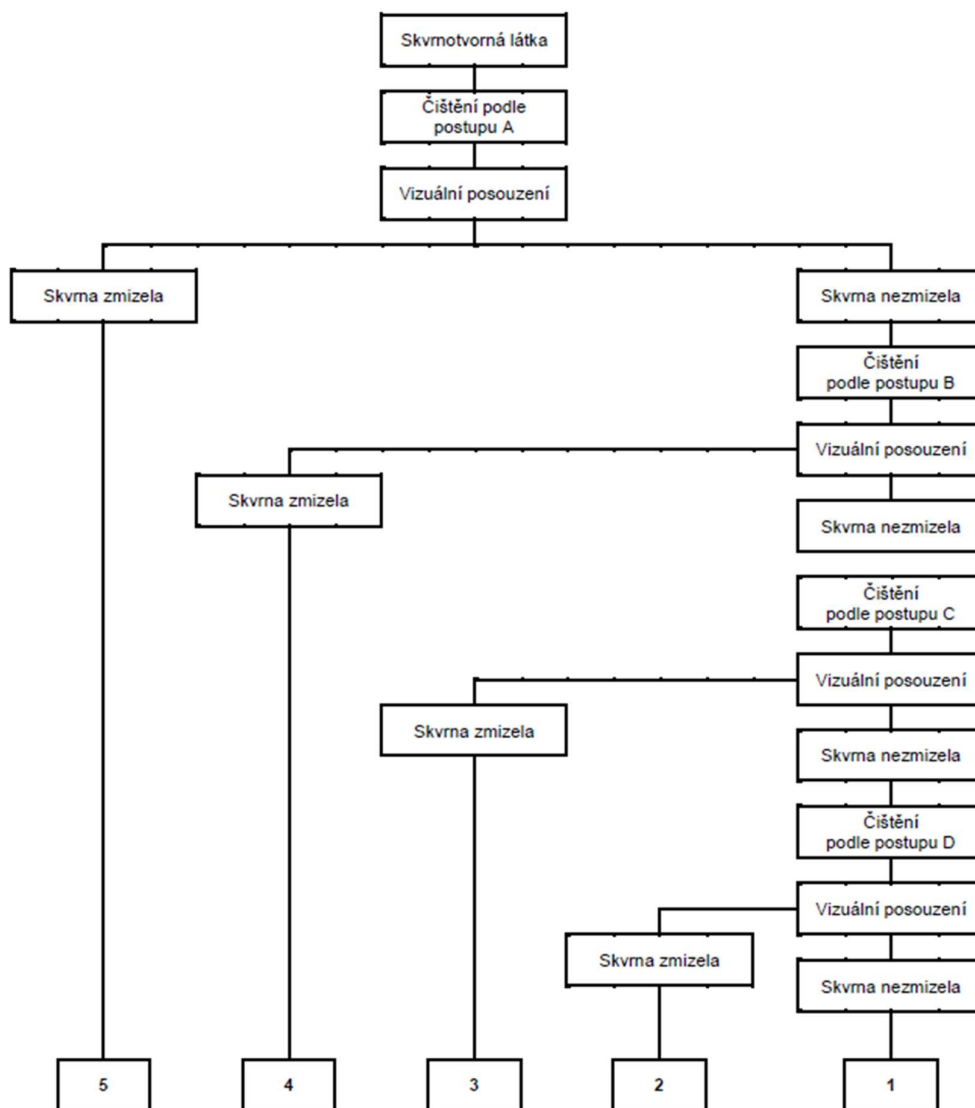 Skvrnotvorná látka
Čištění podle
postupu A
Vizuální posouzení
Skvrna zmizela
Skvrna nezmizela
Čištění
podle postupu B
Vizuální posouzení
Skvrna zmizela
Skvrna nezmizela
Čištění
podle postupu C
Vizuální posouzení
Skvrna zmizela
Skvrna nezmizela
Čištění
podle postupu D
Vizuální posouzení
Skvrna zmizela
Skvrna nezmizela
5
4
3
2
1